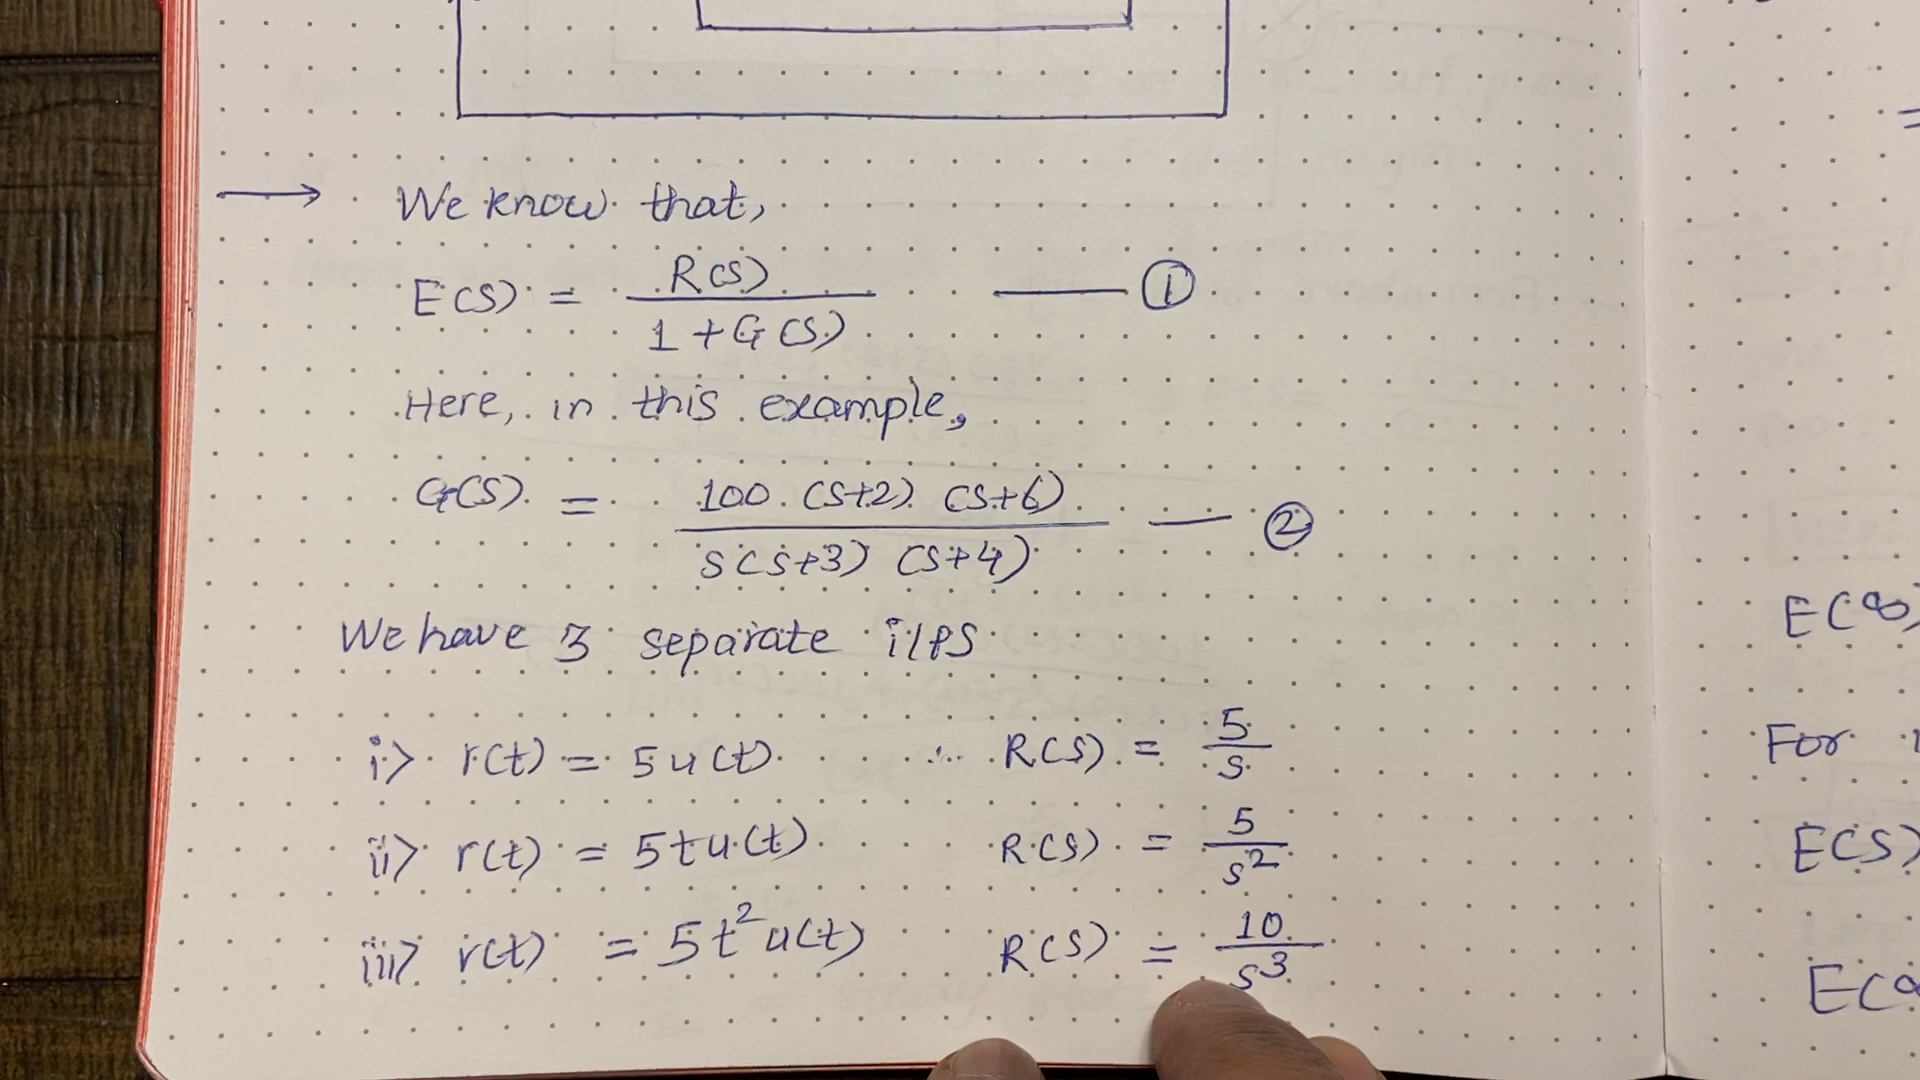 We know that,
E(s) = R(s) / 1 + G(s) —— ①
Here, in this example,
G(s) = 100 (s+2) (s+6) / s(s+3) (s+4) — ②
We have 3 separate i/ps
i> r(t) = 5u(t) ∴ R(s) = 5/s
ii> r(t) = 5tu(t) R(s) = 5/s²
iii> r(t) = 5t²u(t) R(s) = 10/s³
=
E(∞)
For
E(s)